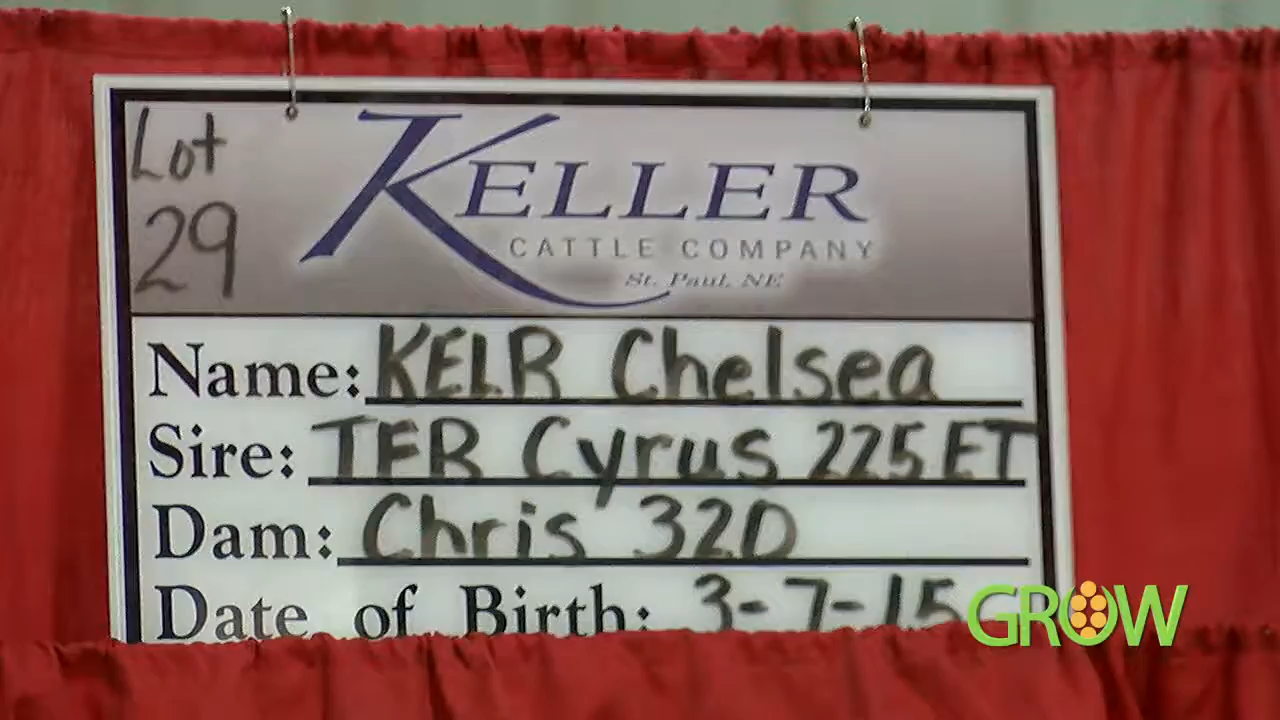 Lot
29
KELLER
CATTLE COMPANY
St. Paul, NE
Name: KELR Chelsea
Sire: TFR Cyrus 225 ET
Dam: Chris 32D
Date of Birth: 3-7-15
GROW